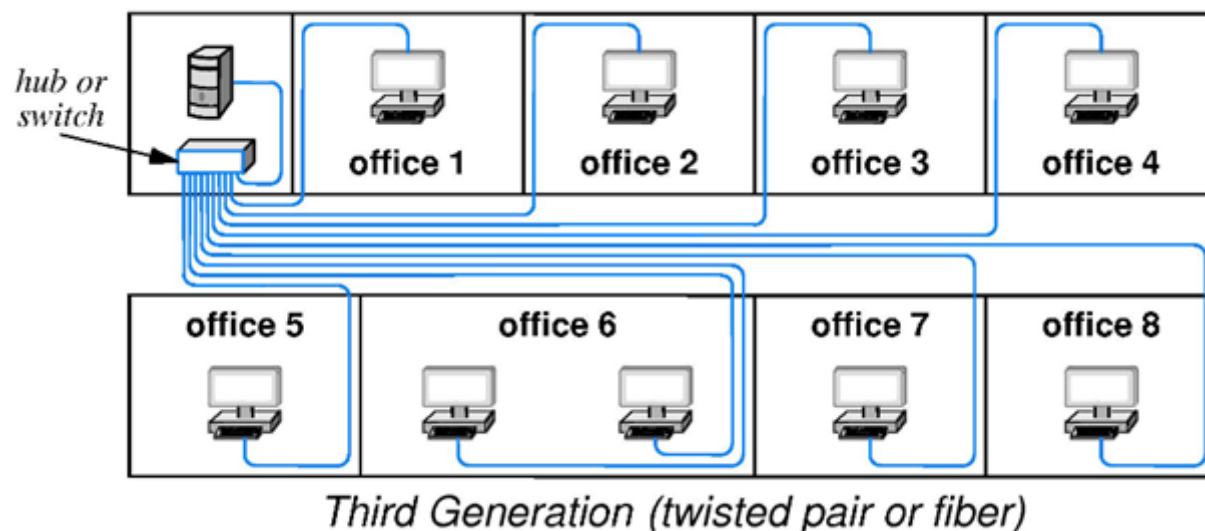 hub or
switch
office 1
office 2
office 3
office 4
office 5
office 6
office 7
office 8
Third Generation (twisted pair or fiber)